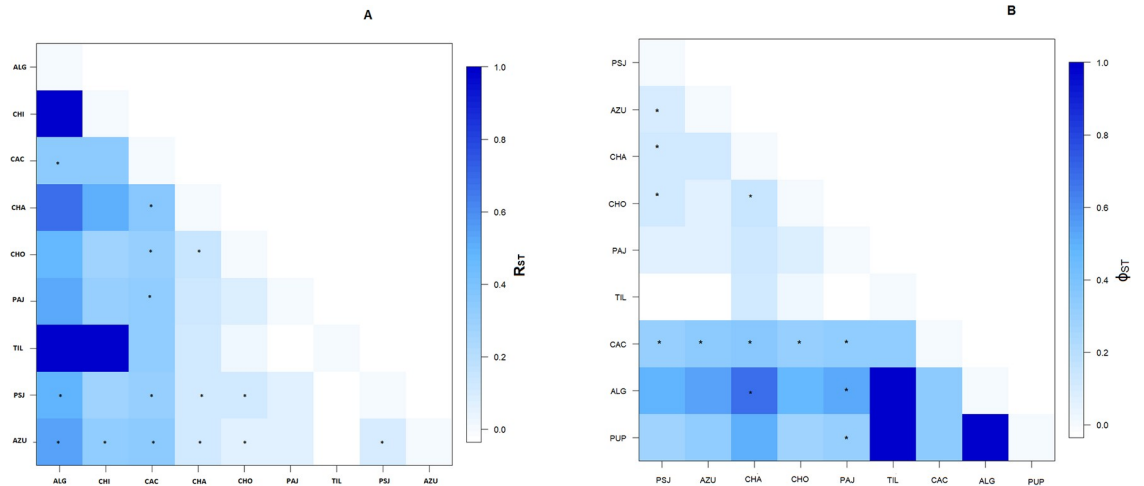 A
ALG
CHI
CAC
CHA
CHO
PAJ
TIL
PSJ
AZU
ALG CHI CAC CHA CHO PAJ TIL PSJ AZU
1.0
0.8
0.6
0.4
0.2
0.0
RST
B
PSJ
AZU
CHA
CHO
PAJ
TIL
CAC
ALG
PUP
PSJ AZU CHA CHO PAJ TIL CAC ALG PUP
1.0
0.8
0.6
0.4
0.2
0.0
ϕST